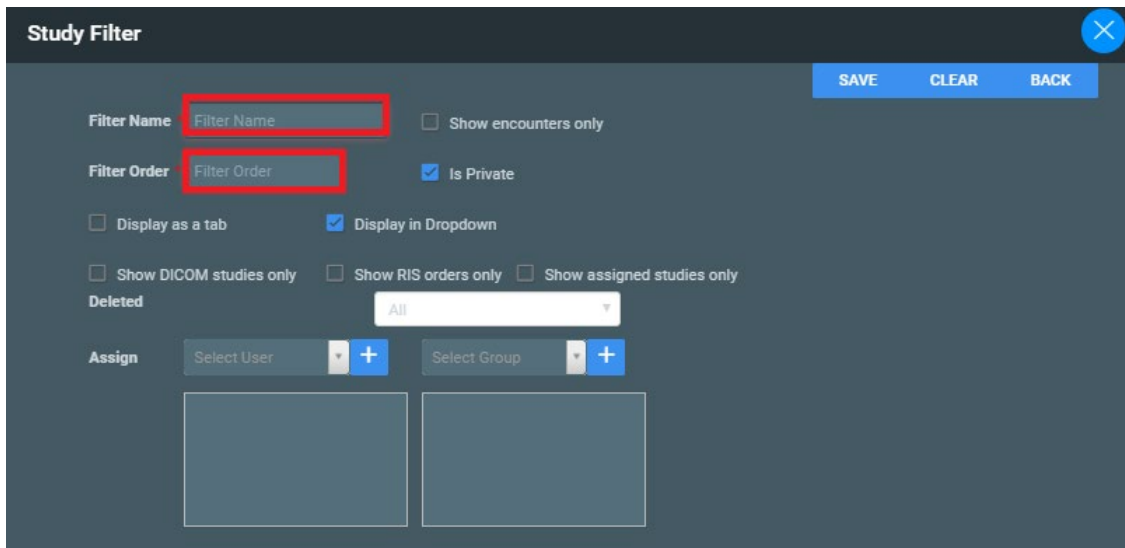 Study Filter
SAVE CLEAR BACK
Filter Name * Filter Name Show encounters only
Filter Order * Filter Order Is Private
Display as a tab Display in Dropdown
Show DICOM studies only Show RIS orders only Show assigned studies only
Deleted All
Assign Select User + Select Group +